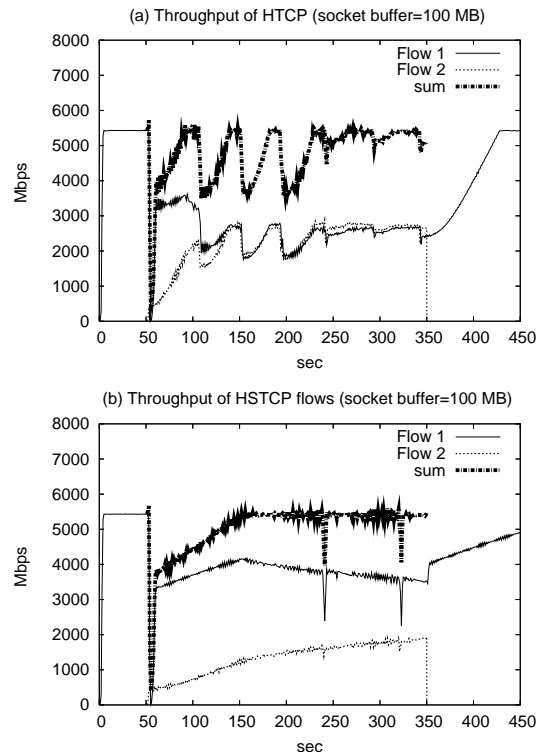 (a) Throughput of HTCP (socket buffer=100 MB)
8000
7000
6000
5000
4000
3000
2000
1000
0
Mbps
Flow 1
Flow 2
sum
0 50 100 150 200 250 300 350 400 450
sec
(b) Throughput of HSTCP flows (socket buffer=100 MB)
8000
7000
6000
5000
4000
3000
2000
1000
0
Mbps
Flow 1
Flow 2
sum
0 50 100 150 200 250 300 350 400 450
sec